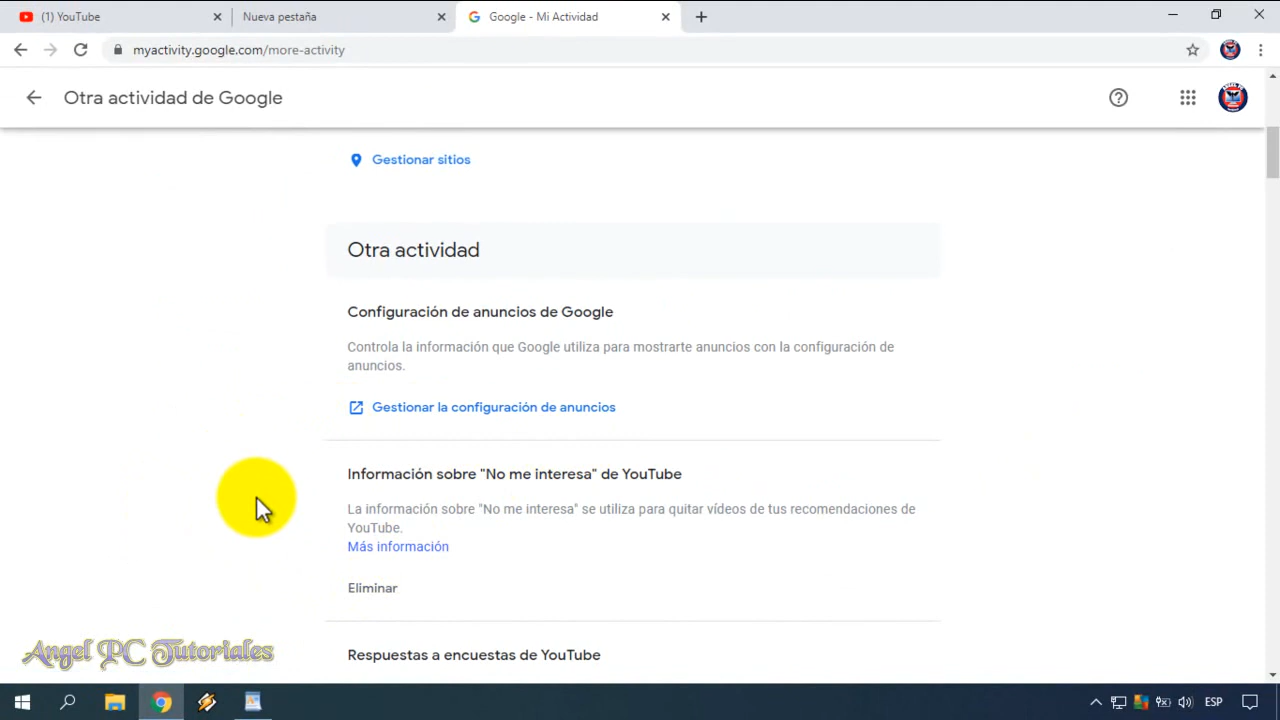 (1) YouTube
Nueva pestaña
Google - Mi Actividad
myactivity.google.com/more-activity
Otra actividad de Google
Gestionar sitios
Otra actividad
Configuración de anuncios de Google
Controla la información que Google utiliza para mostrarte anuncios con la configuración de
anuncios.
Gestionar la configuración de anuncios
Información sobre "No me interesa" de YouTube
La información sobre "No me interesa" se utiliza para quitar vídeos de tus recomendaciones de
YouTube.
Más información
Eliminar
Angel PC Tutoriales
Respuestas a encuestas de YouTube
ESP